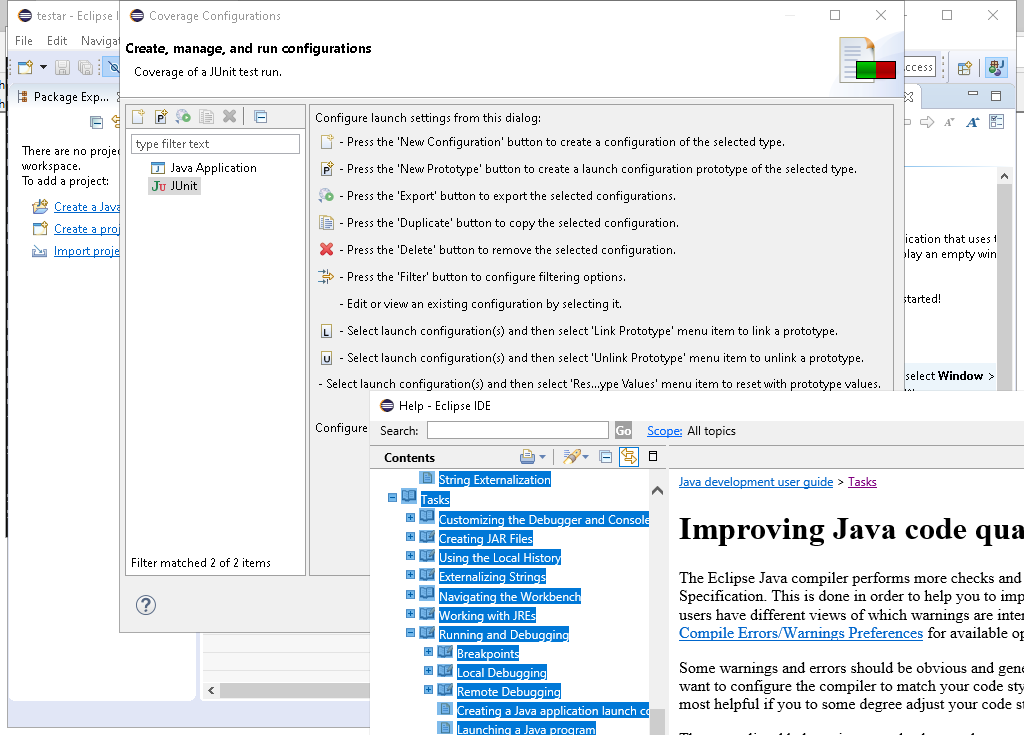 testar - Eclipse I
File Edit Navigat
Package Exp...
There are no projec
workspace.
To add a project:
Create a Java
Create a proj
Import proje
Coverage Configurations
Create, manage, and run configurations
Coverage of a JUnit test run.
type filter text
Java Application
Ju JUnit
Filter matched 2 of 2 items
Configure launch settings from this dialog:
- Press the 'New Configuration' button to create a configuration of the selected type.
- Press the 'New Prototype' button to create a launch configuration prototype of the selected type.
- Press the 'Export' button to export the selected configurations.
- Press the 'Duplicate' button to copy the selected configuration.
- Press the 'Delete' button to remove the selected configuration.
- Press the 'Filter' button to configure filtering options.
- Edit or view an existing configuration by selecting it.
L - Select launch configuration(s) and then select 'Link Prototype' menu item to link a prototype.
U - Select launch configuration(s) and then select 'Unlink Prototype' menu item to unlink a prototype.
- Select launch configuration(s) and then select 'Res...ype Values' menu item to reset with prototype values.
Configure
ccess
ication that uses t
play an empty win
started!
select Window >
Help - Eclipse IDE
Search: Go Scope: All topics
Contents
String Externalization
Tasks
Customizing the Debugger and Console
Creating JAR Files
Using the Local History
Externalizing Strings
Navigating the Workbench
Working with JREs
Running and Debugging
Breakpoints
Local Debugging
Remote Debugging
Creating a Java application launch co
Launching a Java program
Java development user guide > Tasks
Improving Java code qua
The Eclipse Java compiler performs more checks and
Specification. This is done in order to help you to imp
users have different views of which warnings are inter
Compile Errors/Warnings Preferences for available op
Some warnings and errors should be obvious and gene
want to configure the compiler to match your code sty
most helpful if you to some degree adjust your code st